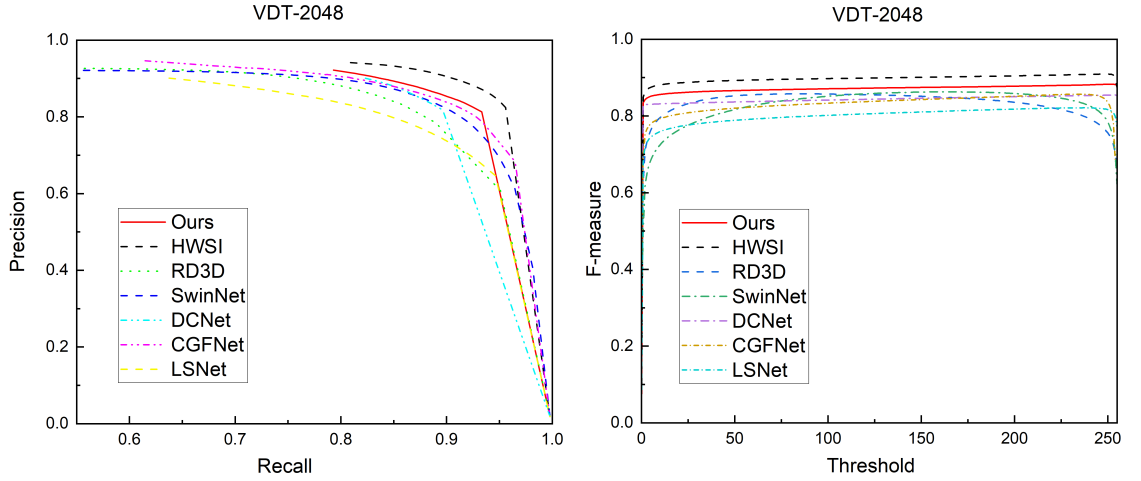 VDT-2048
1.0
0.8
0.6
0.4
0.2
0.0
Precision
Ours
HWSI
RD3D
SwinNet
DCNet
CGFNet
LSNet
0.6
0.7
0.8
0.9
1.0
Recall
VDT-2048
1.0
0.8
0.6
0.4
0.2
0.0
F-measure
Ours
HWSI
RD3D
SwinNet
DCNet
CGFNet
LSNet
0
50
100
150
200
250
Threshold